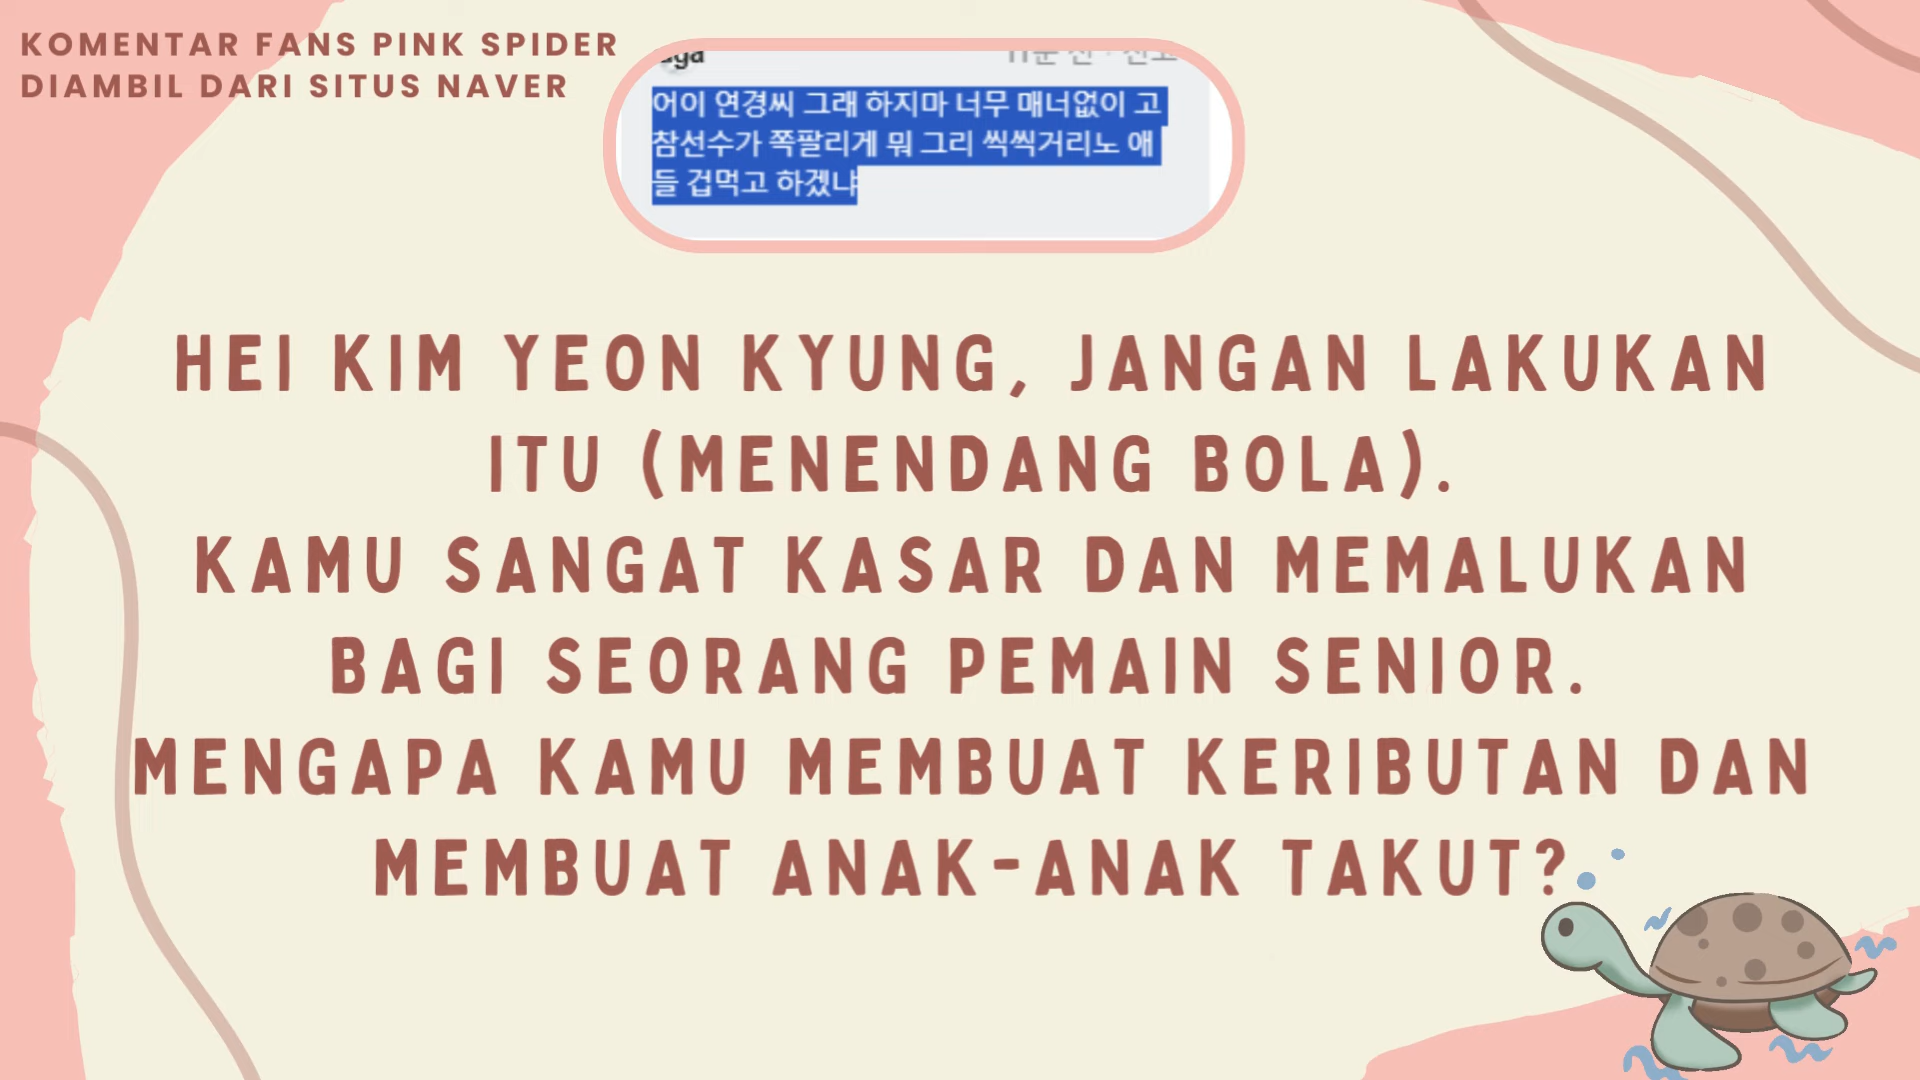 KOMENTAR FANS PINK SPIDER
DIAMBIL DARI SITUS NAVER
어이 연경씨 그래 하지마 너무 매너없이 고
참선수가 쪽팔리게 뭐 그리 씩씩거리노 애
들 겁먹고 하겠냐
HEI KIM YEON KYUNG, JANGAN LAKUKAN
ITU (MENENDANG BOLA).
KAMU SANGAT KASAR DAN MEMALUKAN
BAGI SEORANG PEMAIN SENIOR.
MENGAPA KAMU MEMBUAT KERIBUTAN DAN
MEMBUAT ANAK-ANAK TAKUT?